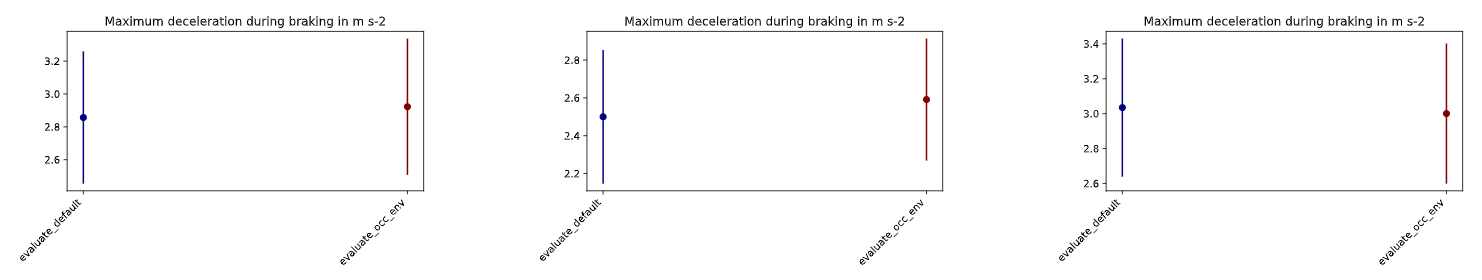 Maximum deceleration during braking in m s-2
3.2
3.0
2.8
2.6
evaluate_default
evaluate_occ_env
Maximum deceleration during braking in m s-2
2.8
2.6
2.4
2.2
evaluate_default
evaluate_occ_env
Maximum deceleration during braking in m s-2
3.4
3.2
3.0
2.8
2.6
evaluate_default
evaluate_occ_env